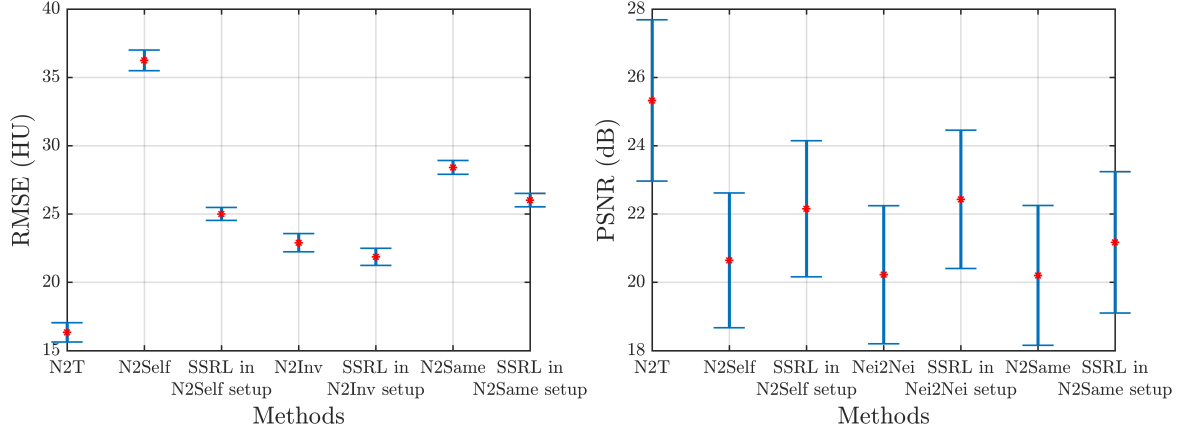 40
35
30
25
20
15
RMSE (HU)
N2T
N2Self
SSRL in
N2Self setup
N2Inv
SSRL in
N2Inv setup
N2Same
SSRL in
N2Same setup
Methods
28
26
24
22
20
18
PSNR (dB)
N2T
N2Self
SSRL in
N2Self setup
Nei2Nei
SSRL in
Nei2Nei setup
N2Same
SSRL in
N2Same setup
Methods